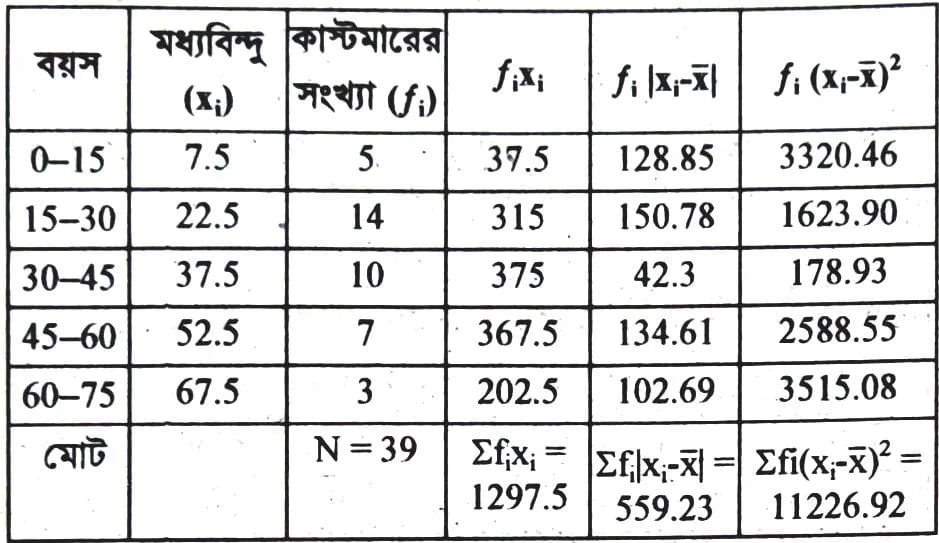 বয়স | মধ্যবিন্দু (xᵢ) | কাস্টমারের সংখ্যা (fᵢ) | fᵢxᵢ | fᵢ |xᵢ-x̄| | fᵢ (xᵢ-x̄)²
0–15 | 7.5 | 5 | 37.5 | 128.85 | 3320.46
15–30 | 22.5 | 14 | 315 | 150.78 | 1623.90
30–45 | 37.5 | 10 | 375 | 42.3 | 178.93
45–60 | 52.5 | 7 | 367.5 | 134.61 | 2588.55
60–75 | 67.5 | 3 | 202.5 | 102.69 | 3515.08
মোট | | N = 39 | Σfᵢxᵢ = 1297.5 | Σfᵢ|xᵢ-x̄| = 559.23 | Σfi(xᵢ-x̄)² = 11226.92